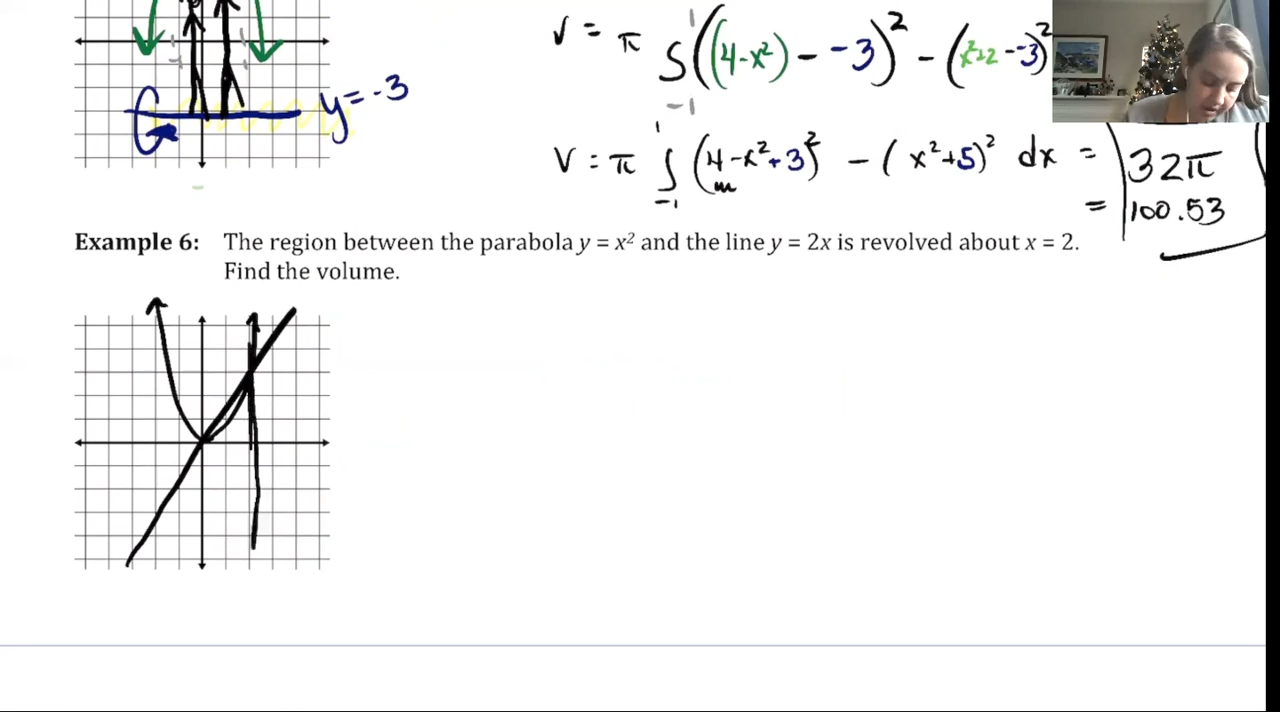 V = π ∫₋₁¹ ((4-x²) - -3)² - (x²+2 - -3)²
y = -3
V = π ∫₋₁¹ (4-x²+3)² - (x²+5)² dx = 32π
= 100.53
Example 6: The region between the parabola y = x² and the line y = 2x is revolved about x = 2.
Find the volume.